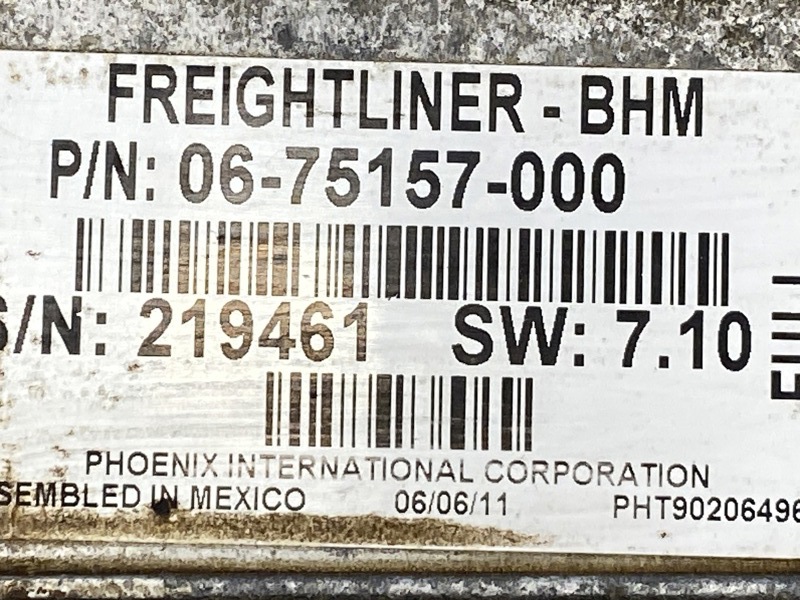 FREIGHTLINER - BHM
P/N: 06-75157-000
S/N: 219461 SW: 7.10
PHOENIX INTERNATIONAL CORPORATION
SEMBLED IN MEXICO 06/06/11 PHT90206496